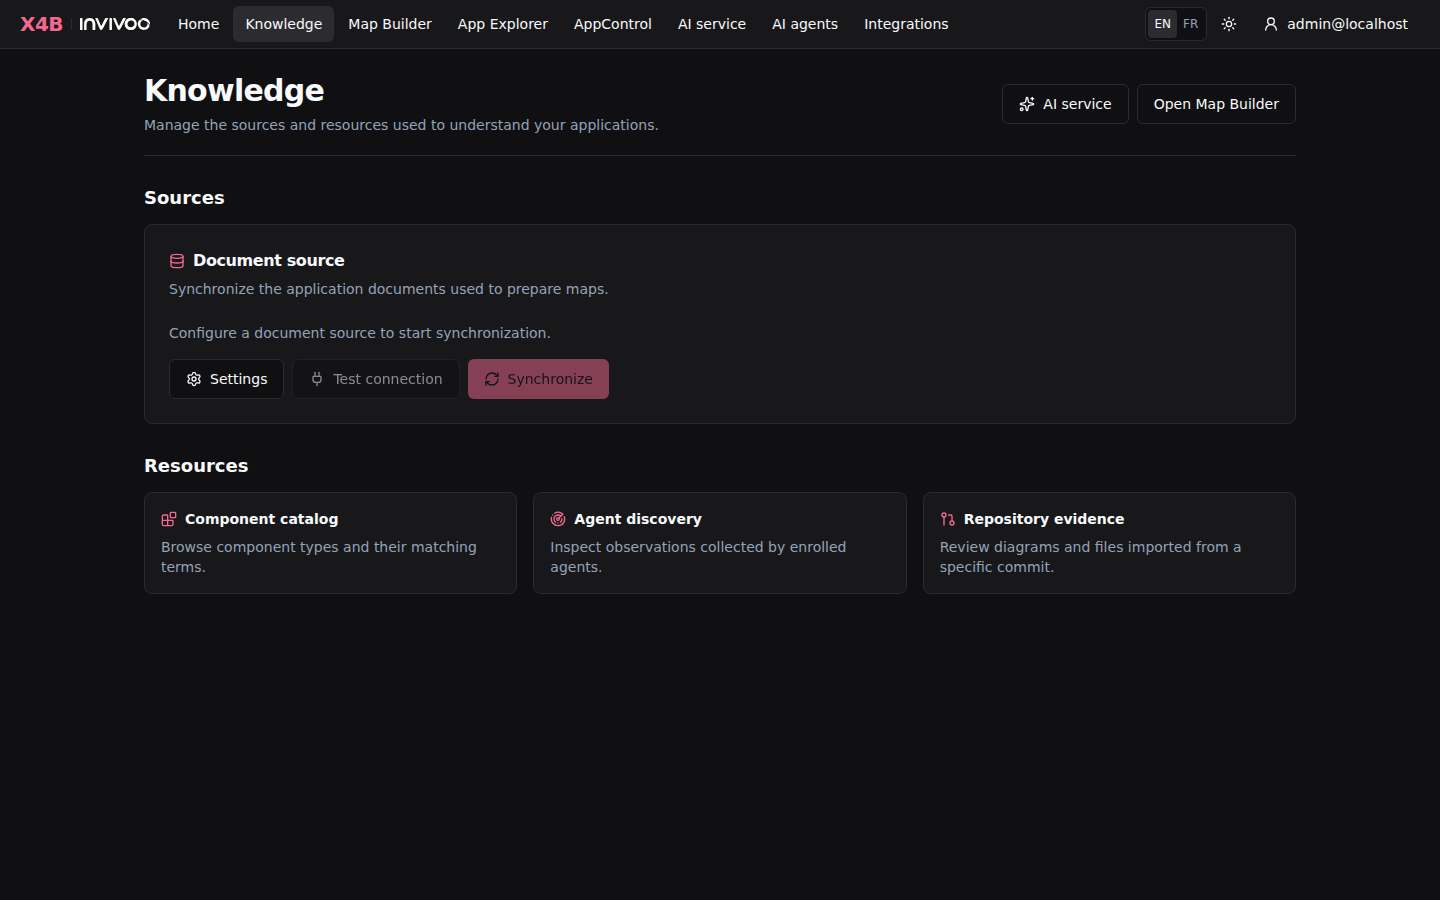 X4B INVIVOO Home Knowledge Map Builder App Explorer AppControl AI service AI agents Integrations EN FR admin@localhost
Knowledge
Manage the sources and resources used to understand your applications.
AI service
Open Map Builder
Sources
Document source
Synchronize the application documents used to prepare maps.
Configure a document source to start synchronization.
Settings
Test connection
Synchronize
Resources
Component catalog
Browse component types and their matching
terms.
Agent discovery
Inspect observations collected by enrolled
agents.
Repository evidence
Review diagrams and files imported from a
specific commit.